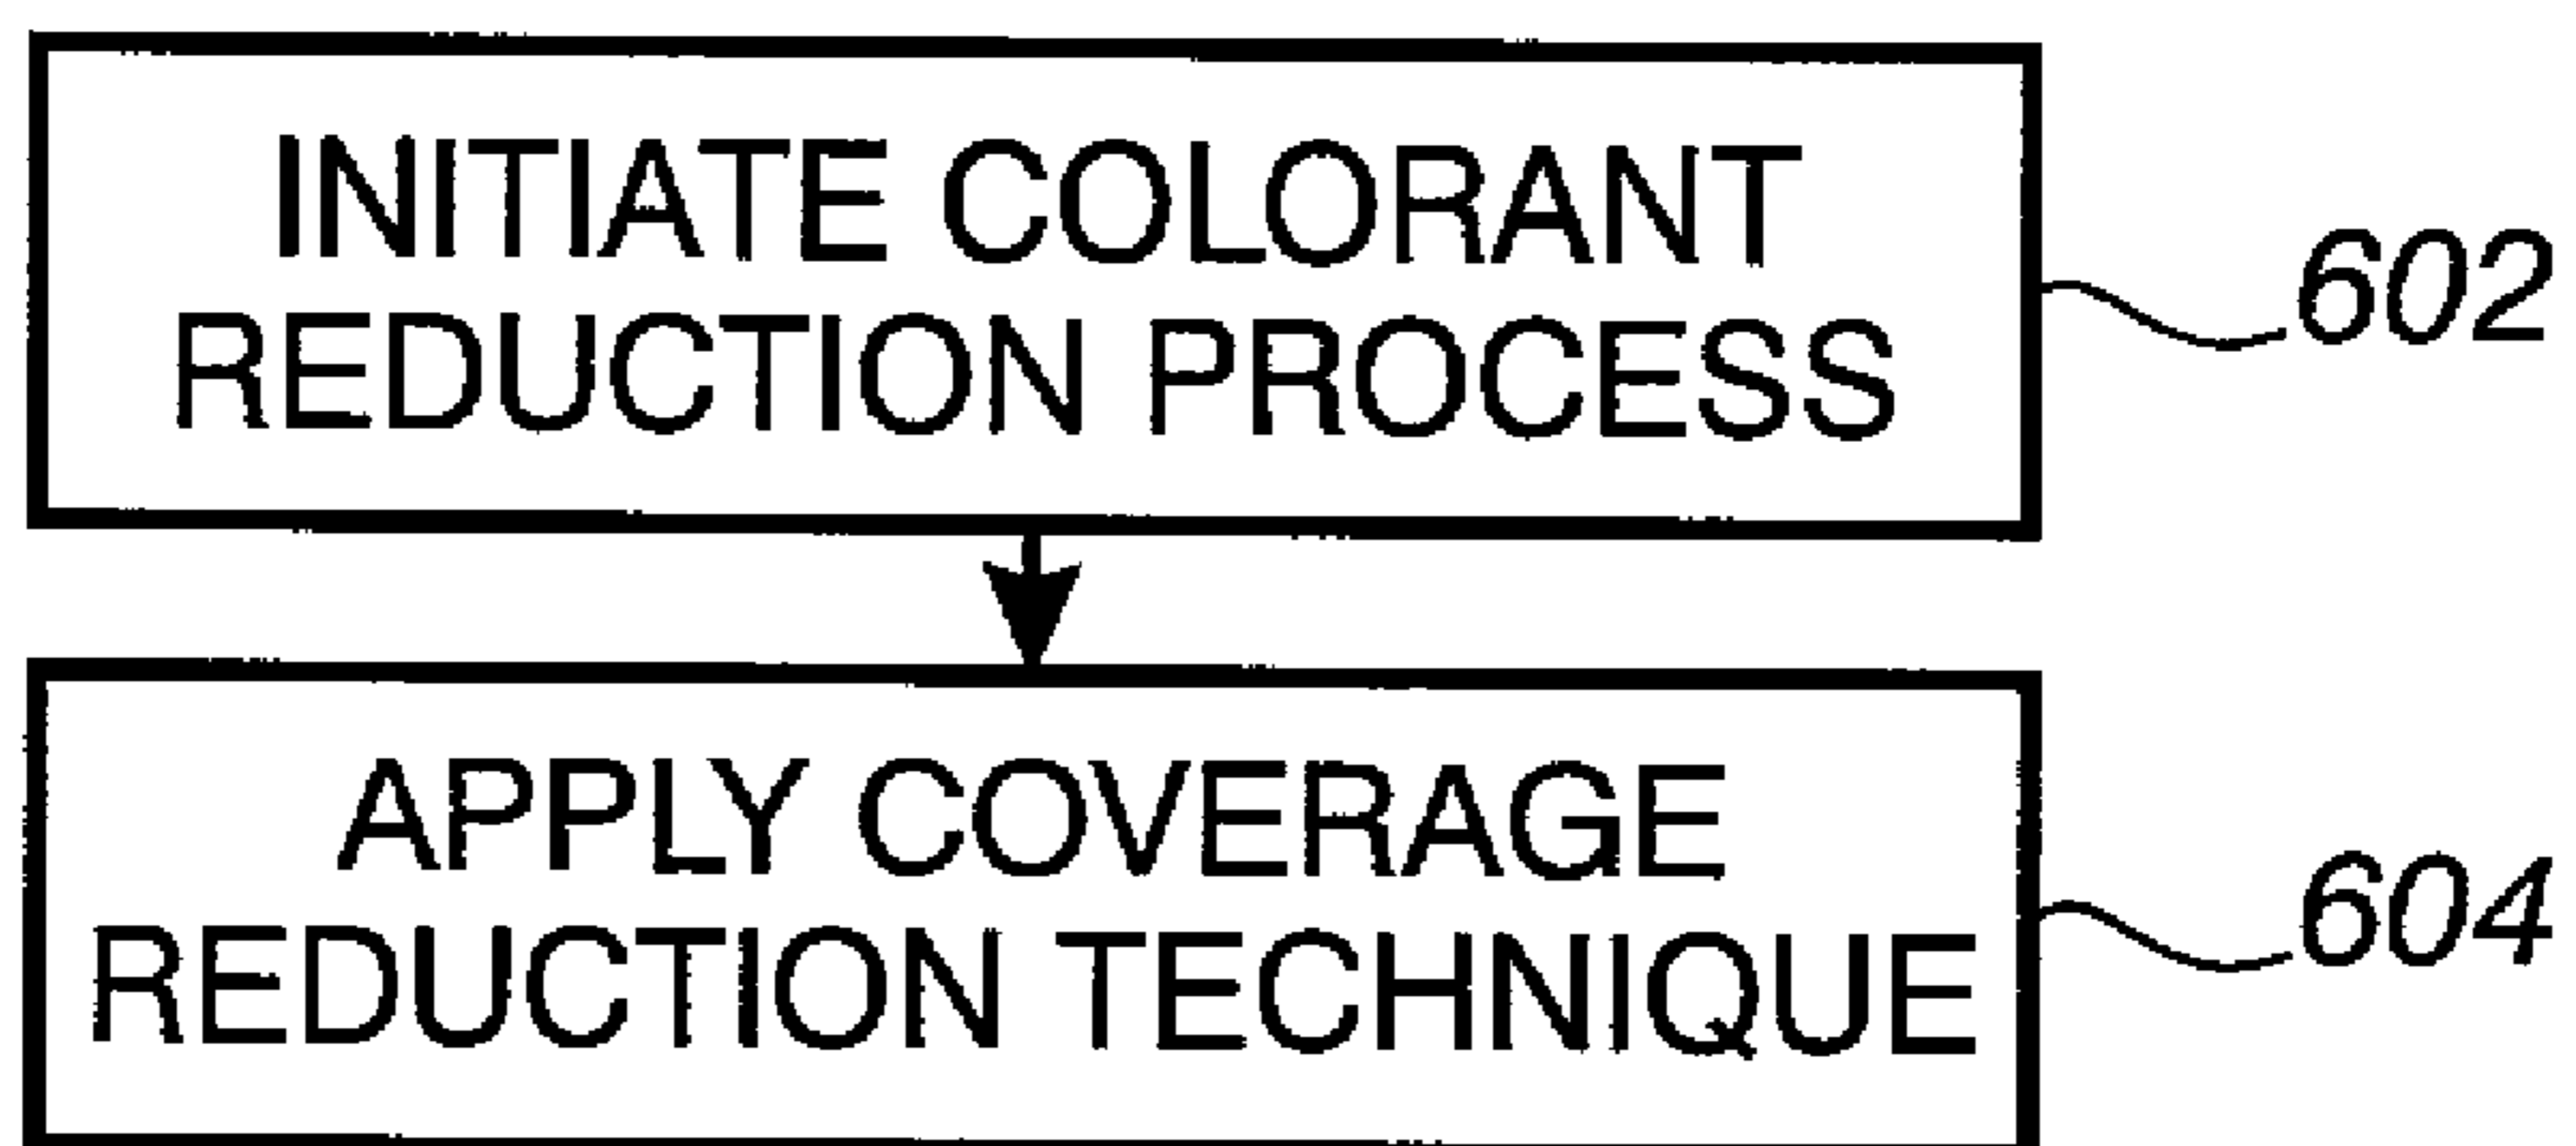 INITIATE COLORANT
REDUCTION PROCESS
602
APPLY COVERAGE
REDUCTION TECHNIQUE
604